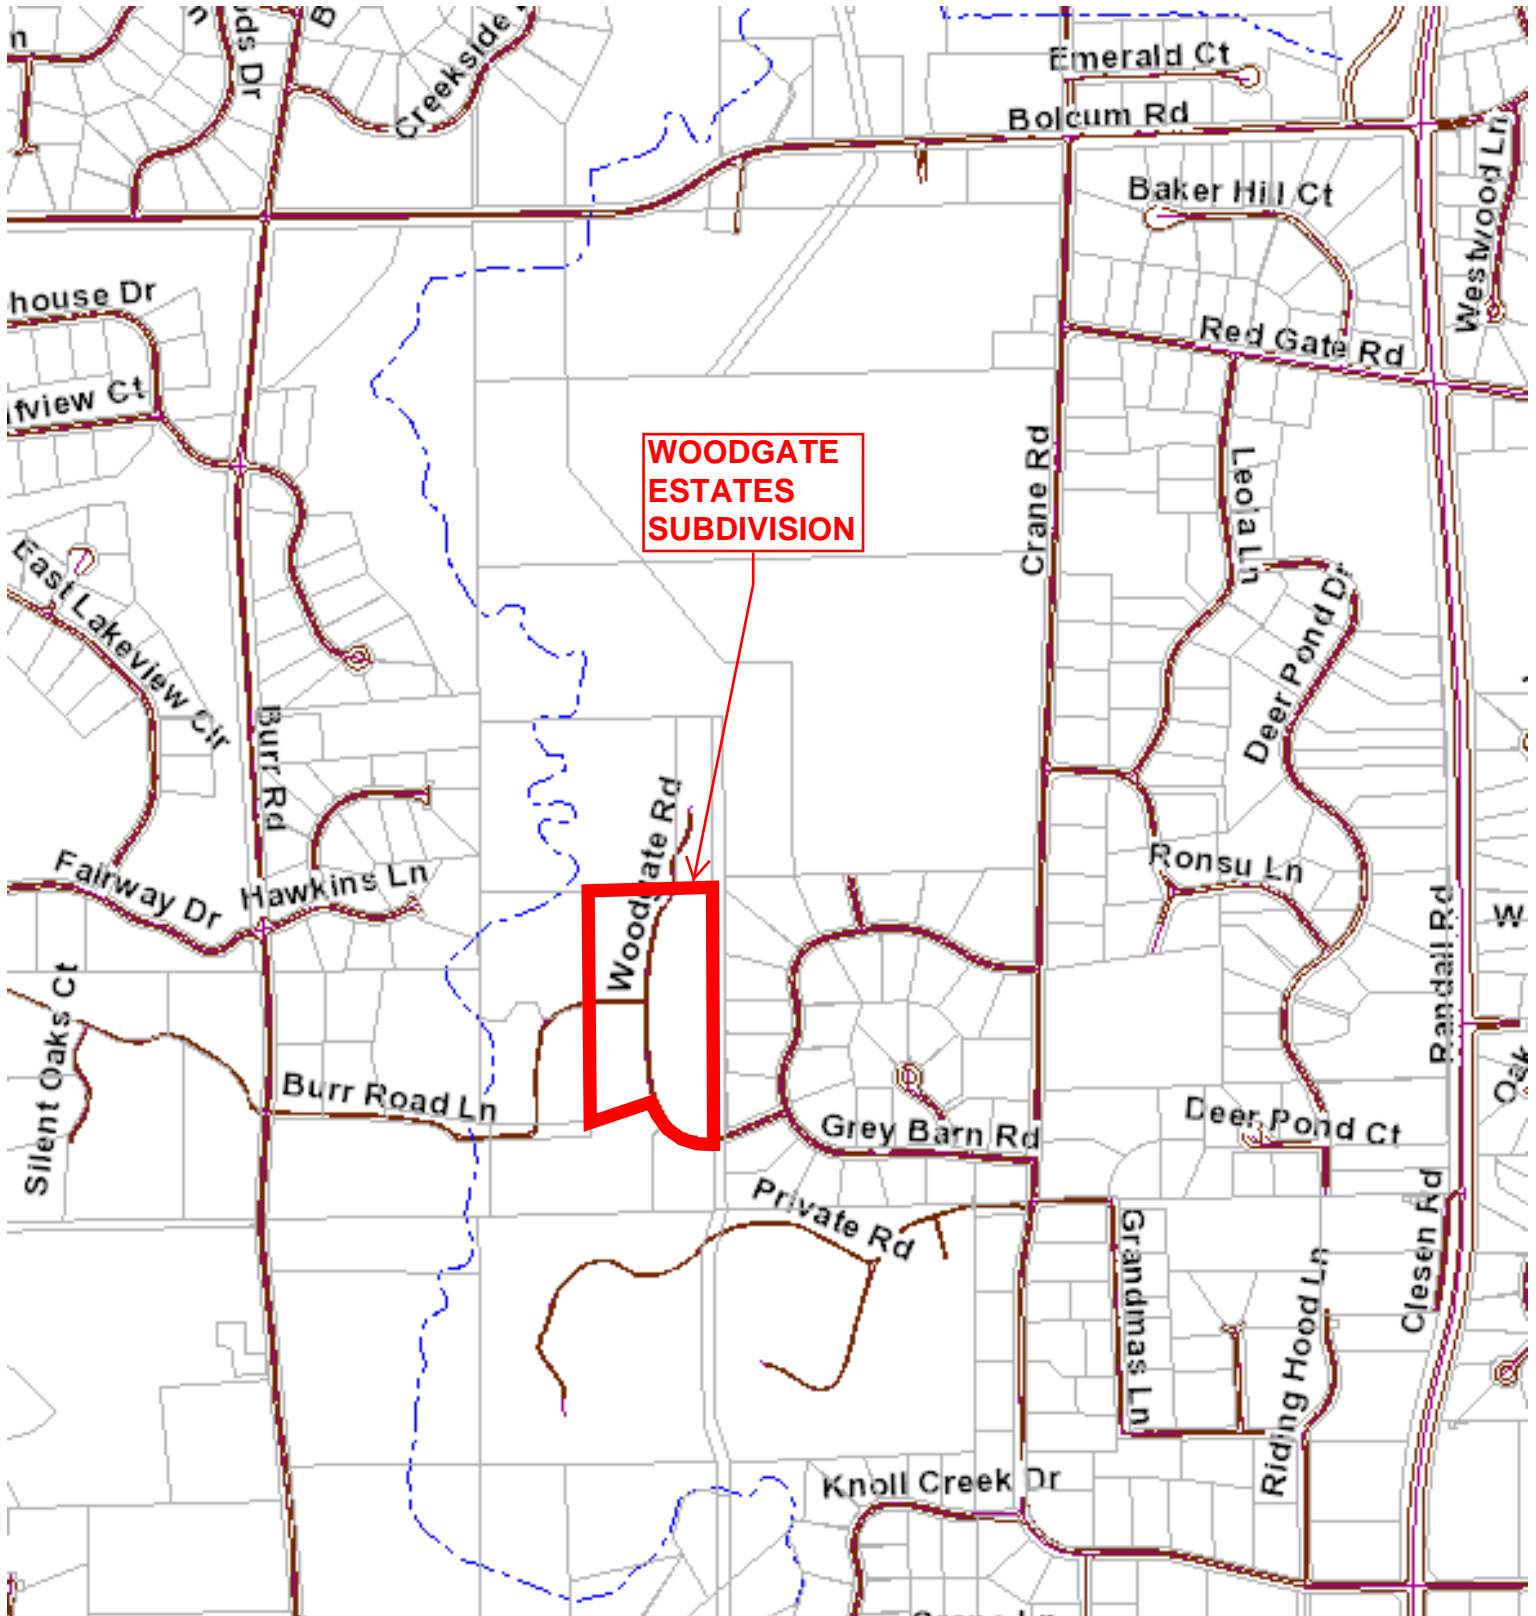 Emerald Ct
Creekside
Bolcum Rd
Baker Hill Ct
Westwood Ln
house Dr
Red Gate Rd
fview Ct
WOODGATE
ESTATES
SUBDIVISION
Crane Rd
Leola Ln
East Lakeview Cir
Deer Pond Dr
Burr Rd
Woodgate Rd
Fairway Dr
Hawkins Ln
Ronsu Ln
Randall Rd
W
Silent Oaks Ct
Burr Road Ln
Grey Barn Rd
Deer Pond Ct
Oak
Private Rd
Grandmas Ln
Clesen Rd
Riding Hood Ln
Knoll Creek Dr
ods Dr
B
n
n